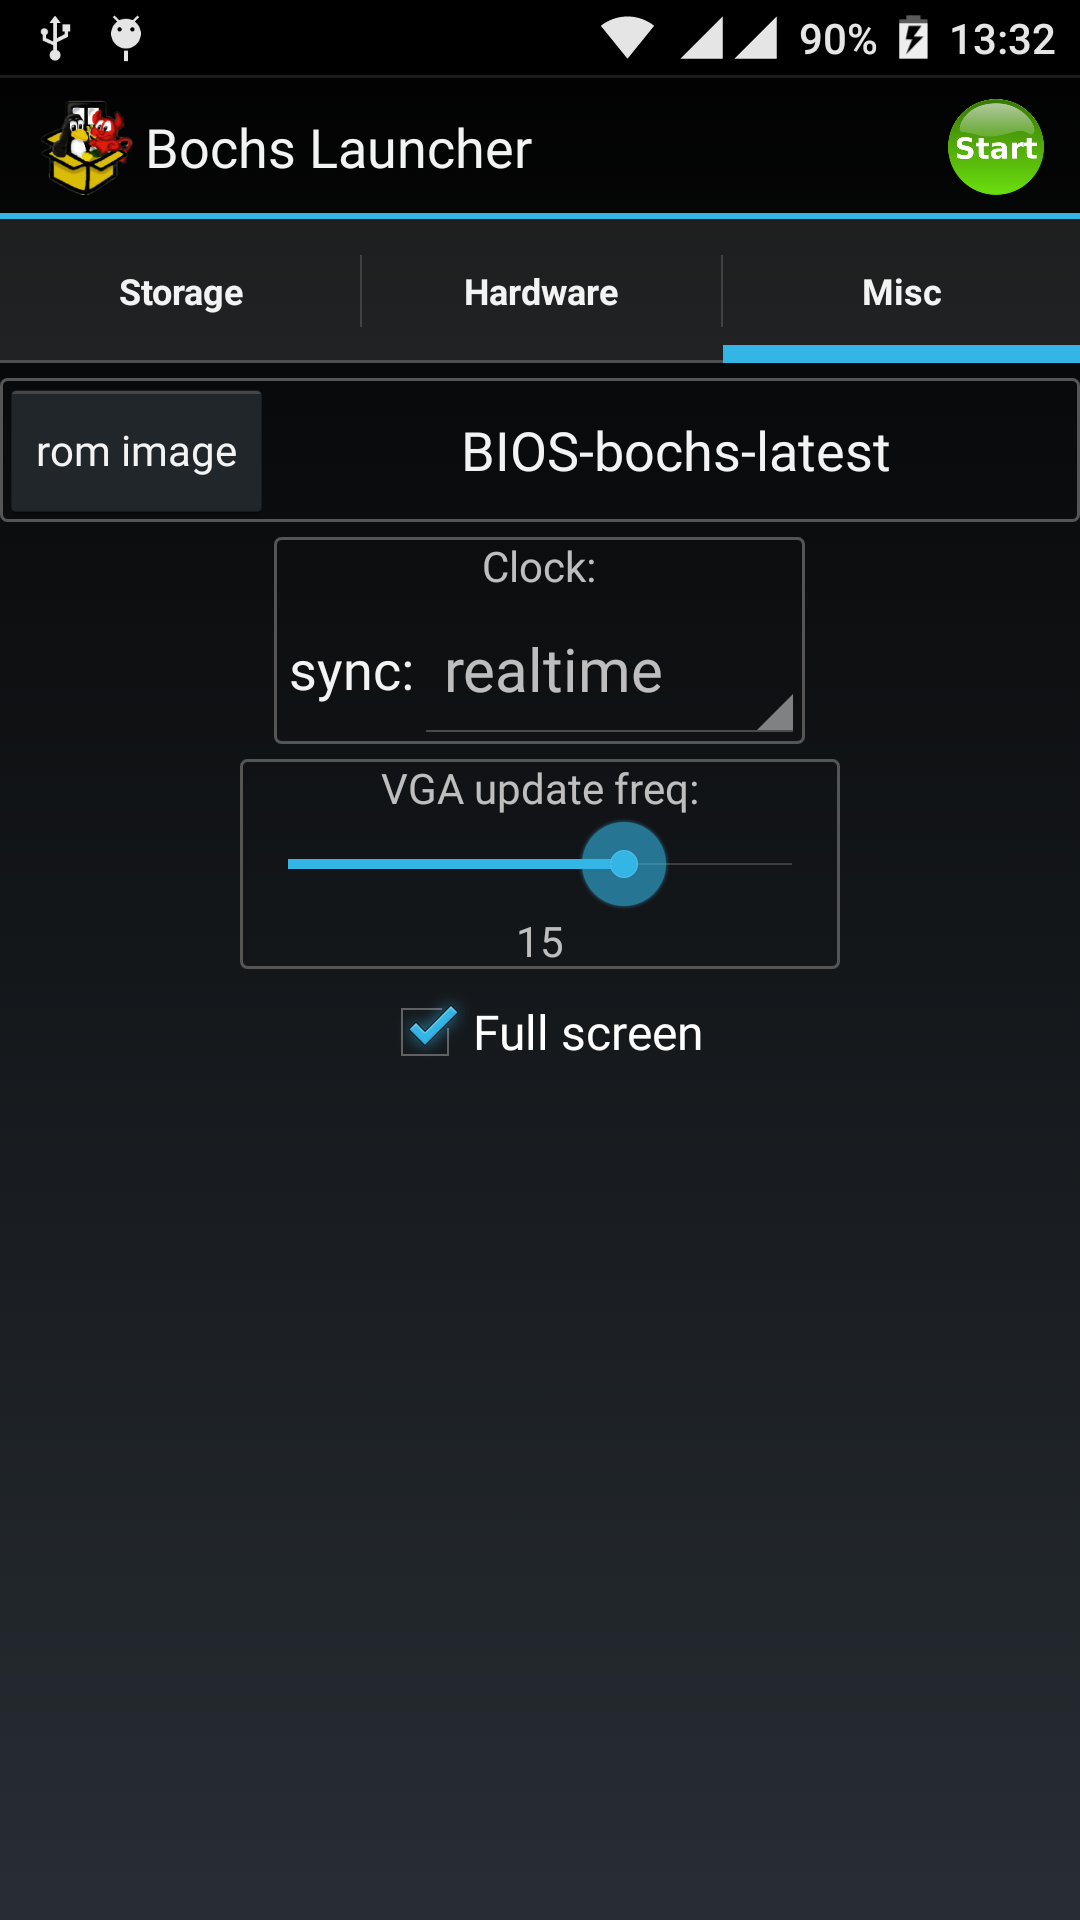 90% 13:32
Bochs Launcher Start
Storage Hardware Misc
rom image BIOS-bochs-latest
Clock:
sync: realtime
VGA update freq:
15
Full screen